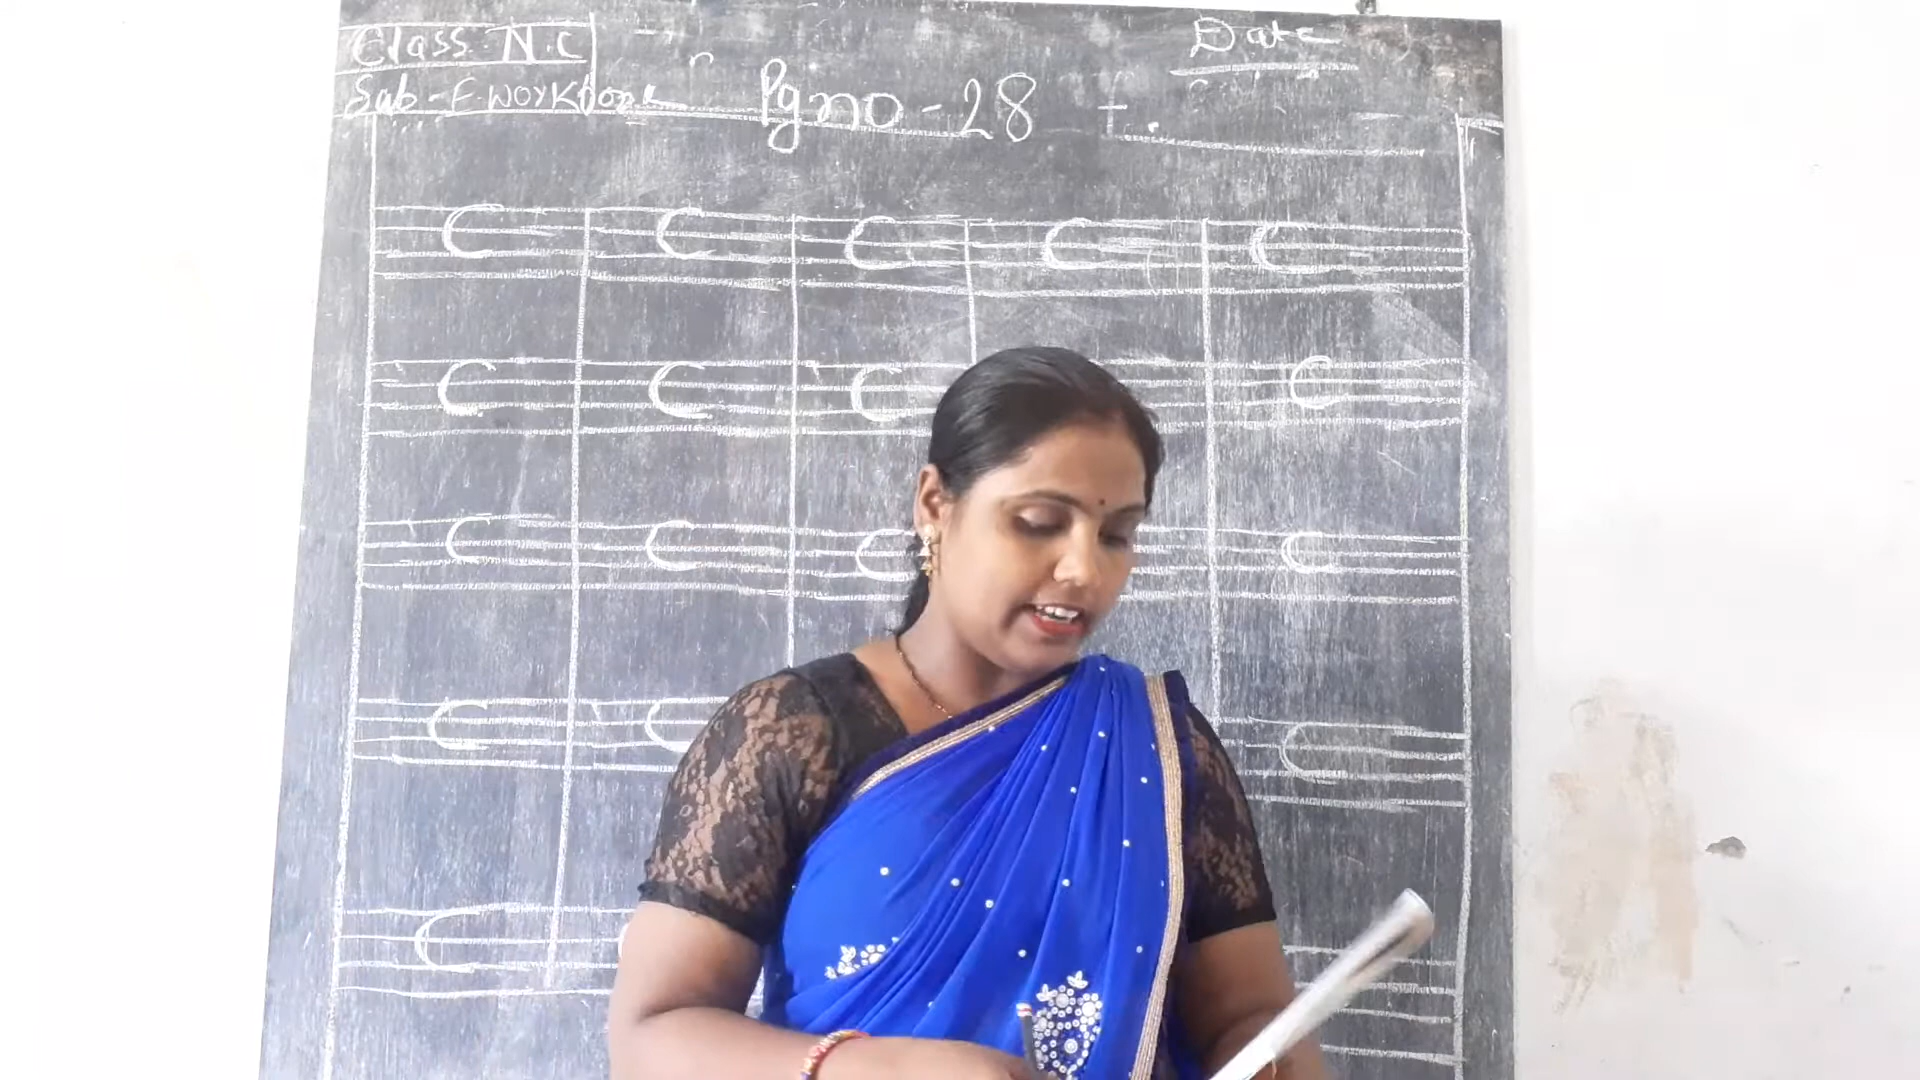 Class. N.C
Date
Sub - E.workbook
Pg no - 28
C C C C C
C C C C
C C C C
C C C
C